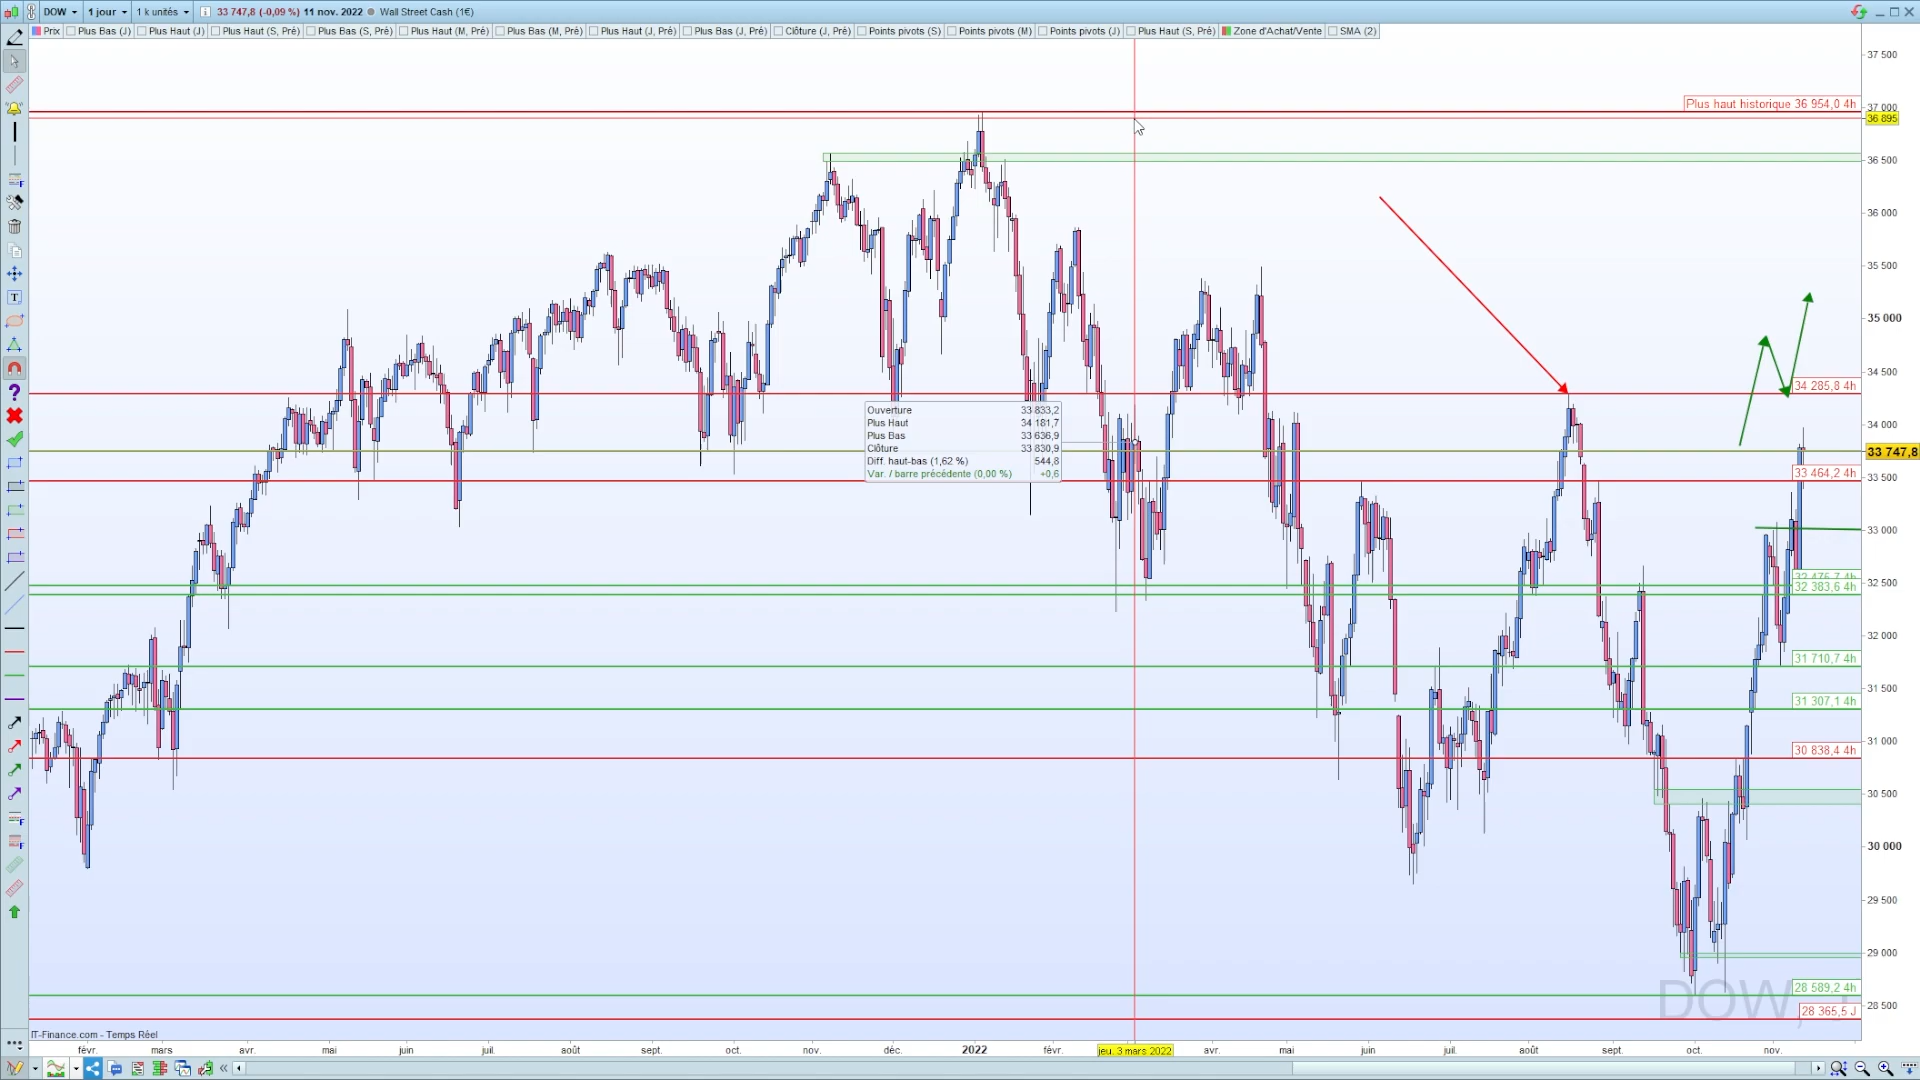 DOW 1 jour 1 k unités 33 747,8 (-0,09 %) 11 nov. 2022 Wall Street Cash (1€)
Prix Plus Bas (J) Plus Haut (J) Plus Haut (S, Pré) Plus Bas (S, Pré) Plus Haut (M, Pré) Plus Bas (M, Pré) Plus Haut (J, Pré) Plus Bas (J, Pré) Clôture (J, Pré) Points pivots (S) Points pivots (M) Points pivots (J) Plus Haut (S, Pré) Zone d'Achat/Vente SMA (2)
37 500
Plus haut historique 36 954,0 4h
37 000
36 895
36 500
36 000
35 500
35 000
34 500
34 285,8 4h
Ouverture 33 833,2
Plus Haut 34 181,7
Plus Bas 33 636,9
Clôture 33 830,9
Diff. haut-bas (1,62 %) 544,8
Var. / barre précédente (0,00 %) +0,6
34 000
33 747,8
33 464,2 4h
33 500
33 000
32 476,7 4h
32 500
32 383,6 4h
32 000
31 710,7 4h
31 500
31 307,1 4h
31 000
30 838,4 4h
30 500
30 000
29 500
29 000
DOW
28 589,2 4h
28 500
28 365,5 J
IT-Finance.com - Temps Réel
févr. mars avr. mai juin juil. août sept. oct. nov. déc. 2022 févr. jeu. 3 mars 2022 avr. mai juin juil. août sept. oct. nov.